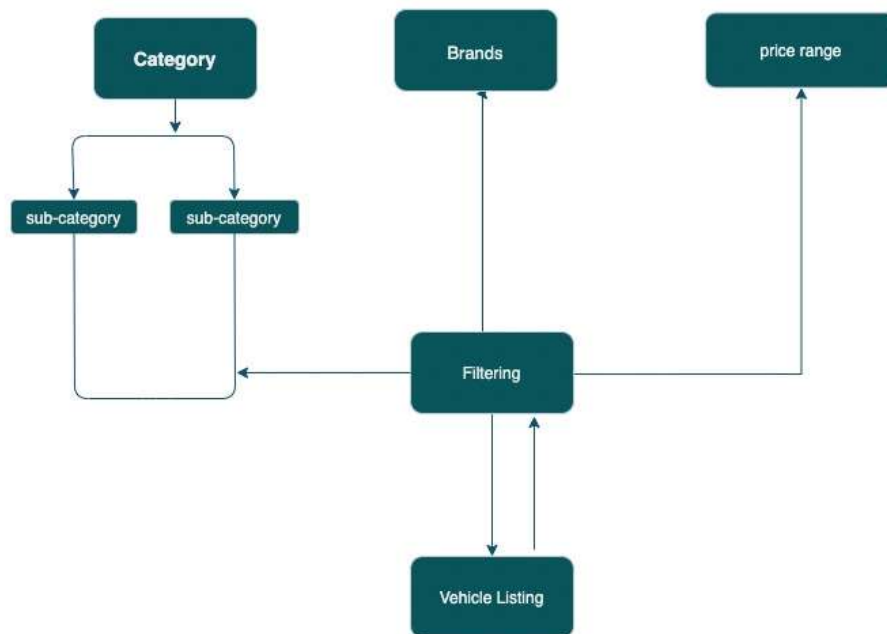 Category
Brands
price range
sub-category
sub-category
Filtering
Vehicle Listing